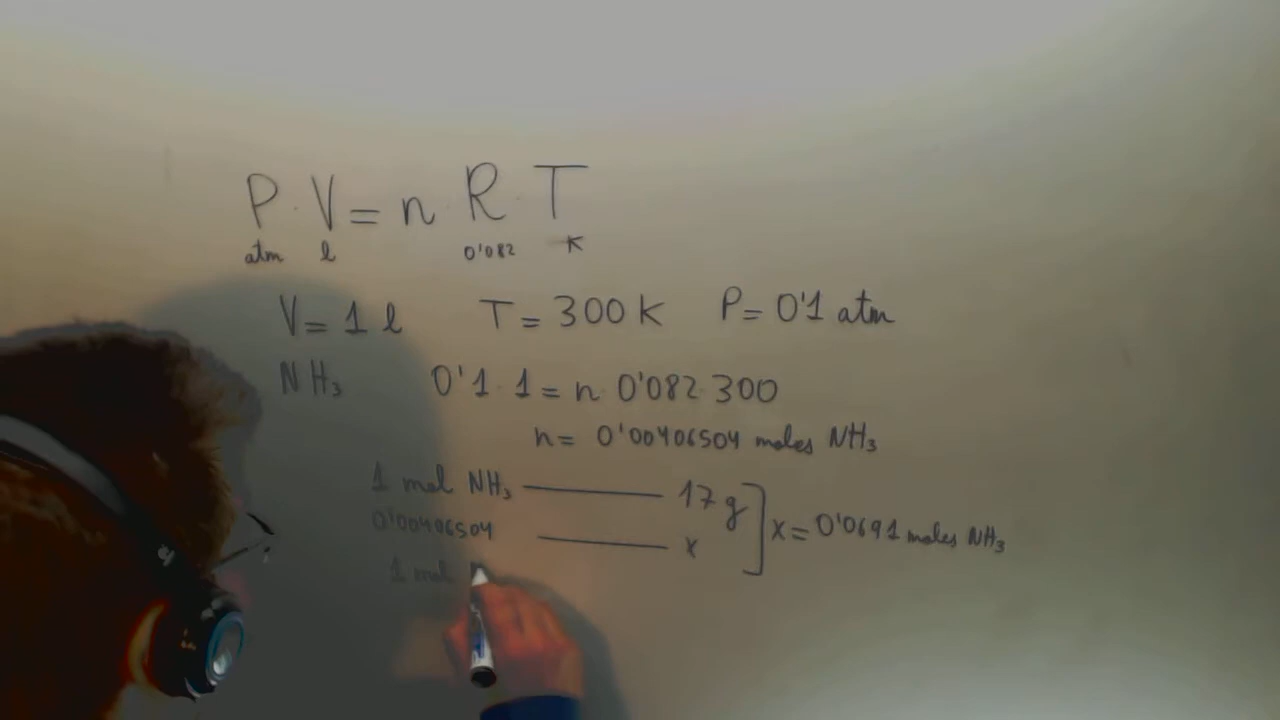 P · V = n R · T
atm l 0'082 K
V = 1 l T = 300 K P = 0'1 atm
NH₃ 0'1 · 1 = n · 0'082 · 300
n = 0'00406504 moles NH₃
1 mol NH₃ ——— 17 g
0'00406504 ——— x ] x = 0'0691 moles NH₃
1 mol